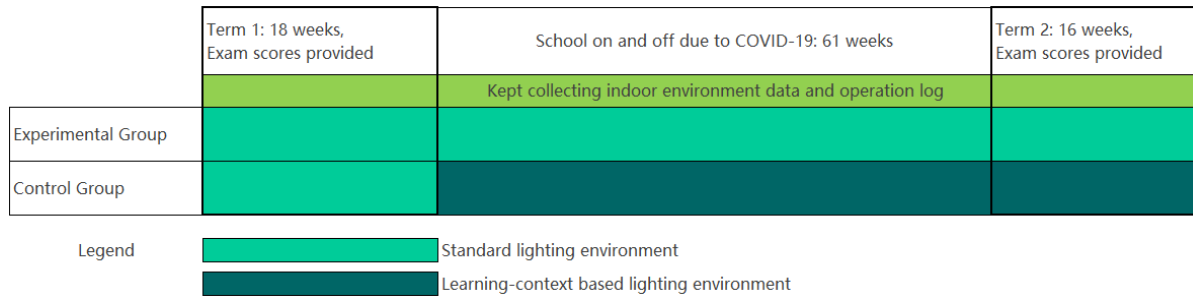 Term 1: 18 weeks,
Exam scores provided
School on and off due to COVID-19: 61 weeks
Term 2: 16 weeks,
Exam scores provided
Kept collecting indoor environment data and operation log
Experimental Group
Control Group
Legend
Standard lighting environment
Learning-context based lighting environment